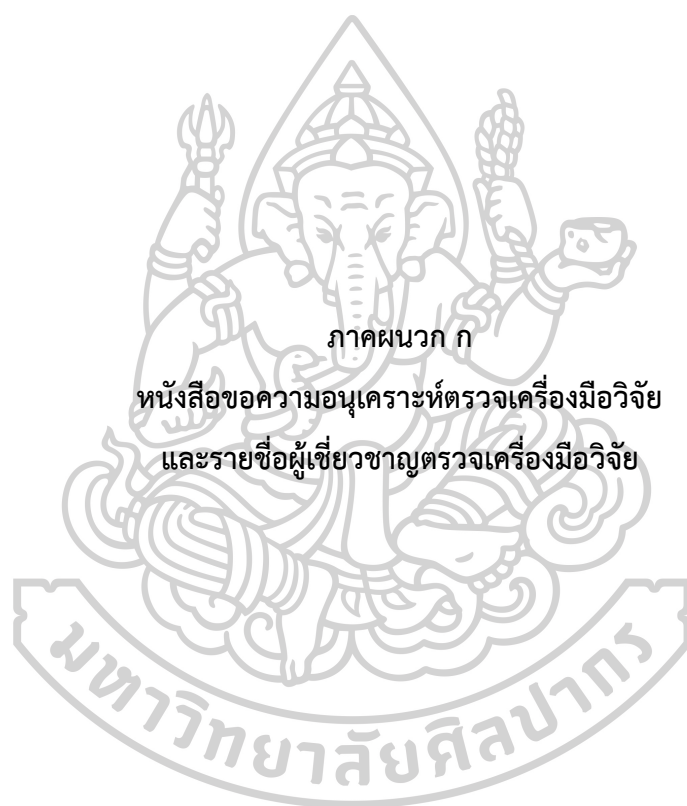 ภาคผนวก ก
หนังสือขอความอนุเคราะห์ตรวจเครื่องมือวิจัย
และรายชื่อผู้เชี่ยวชาญตรวจเครื่องมือวิจัย
มหาวิทยาลัยศิลปากร